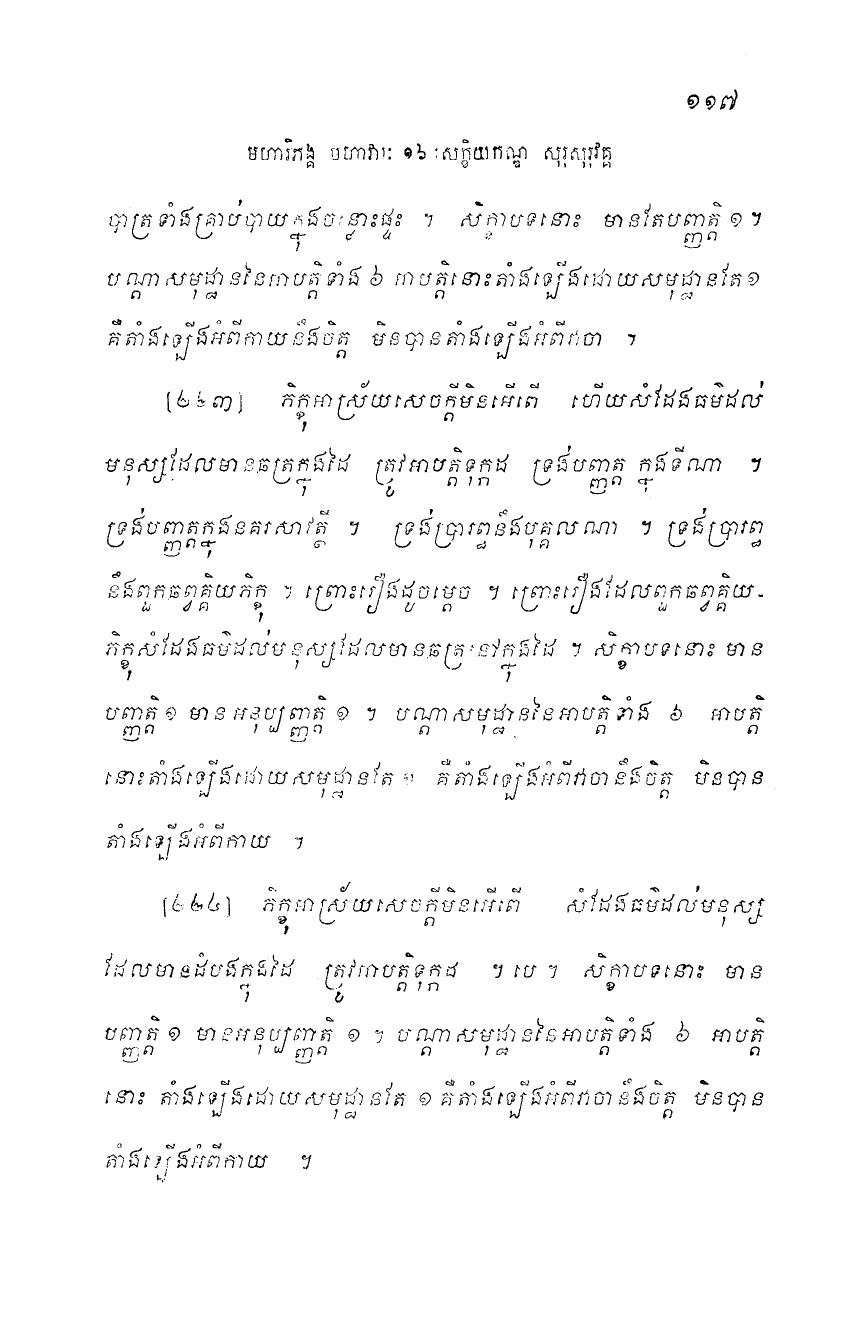 ១១៧
មហាវិភង្គ មហាវារៈ ១៦ សេក្ខិយកណ្ឌ សុរុសុរុវគ្គ
បាត្រទាំងគ្រាប់បាយក្នុងចន្លោះផ្ទះ ។ សិក្ខាបទនោះ មានតែបញ្ញត្តិ ១ ។
បណ្តាសមុដ្ឋាននៃអាបត្តិទាំង ៦ អាបត្តិនោះតាំងឡើងដោយសមុដ្ឋានតែ ១
គឺតាំងឡើងអំពីកាយនឹងចិត្ត មិនបានតាំងឡើងអំពីវាចា ។
[៤៤៣] ភិក្ខុអាស្រ័យសេចក្តីមិនអើពើ ហើយសំដែងធម៌ដល់
មនុស្សដែលមានឆត្រក្នុងដៃ ត្រូវអាបត្តិទុក្កដ ទ្រង់បញ្ញត្ត ក្នុងទីណា ។
ទ្រង់បញ្ញត្តក្នុងនគរសាវត្ថី ។ ទ្រង់ប្រារព្ធនឹងបុគ្គលណា ។ ទ្រង់ប្រារព្ធ
នឹងពួកឆព្វគ្គិយភិក្ខុ ។ ព្រោះរឿងដូចម្តេច ។ ព្រោះរឿងដែលពួកឆព្វគ្គិយ-
ភិក្ខុសំដែងធម៌ដល់មនុស្សដែលមានឆត្រនៅក្នុងដៃ ។ សិក្ខាបទនោះ មាន
បញ្ញត្តិ ១ មានអនុប្បញ្ញត្តិ ១ ។ បណ្តាសមុដ្ឋាននៃអាបត្តិទាំង ៦ អាបត្តិ
នោះតាំងឡើងដោយសមុដ្ឋានតែ ១ គឺតាំងឡើងអំពីវាចានឹងចិត្ត មិនបាន
តាំងឡើងអំពីកាយ ។
[៤៤៤] ភិក្ខុអាស្រ័យសេចក្តីមិនអើពើ សំដែងធម៌ដល់មនុស្ស
ដែលមានដំបងក្នុងដៃ ត្រូវអាបត្តិទុក្កដ ។ បេ ។ សិក្ខាបទនោះ មាន
បញ្ញត្តិ ១ មានអនុប្បញ្ញត្តិ ១ ។ បណ្តាសមុដ្ឋាននៃអាបត្តិទាំង ៦ អាបត្តិ
នោះ តាំងឡើងដោយសមុដ្ឋានតែ ១ គឺតាំងឡើងអំពីវាចានឹងចិត្ត មិនបាន
តាំងឡើងអំពីកាយ ។